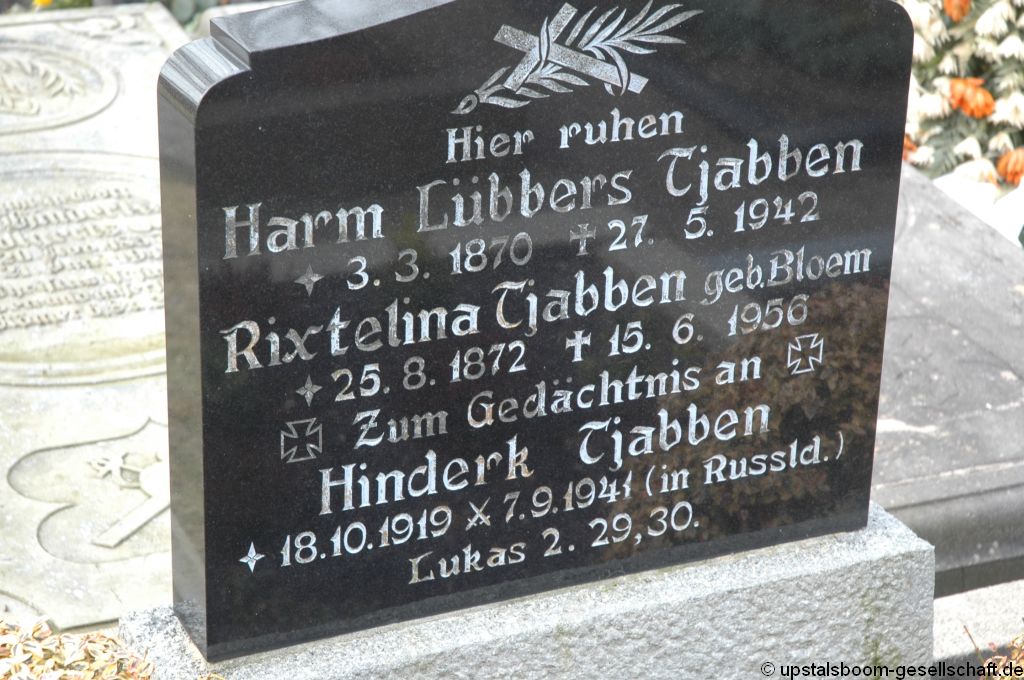 Hier ruhen
Harm Lübbers Tjabben
3. 3. 1870 27. 5. 1942
Rixtelina Tjabben geb. Bloem
25. 8. 1872 15. 6. 1956
Zum Gedächtnis an
Hinderk Tjabben
18.10.1919 7.9.1941 (in Russld.)
Lukas 2. 29,30.
© upstalsboom-gesellschaft.de